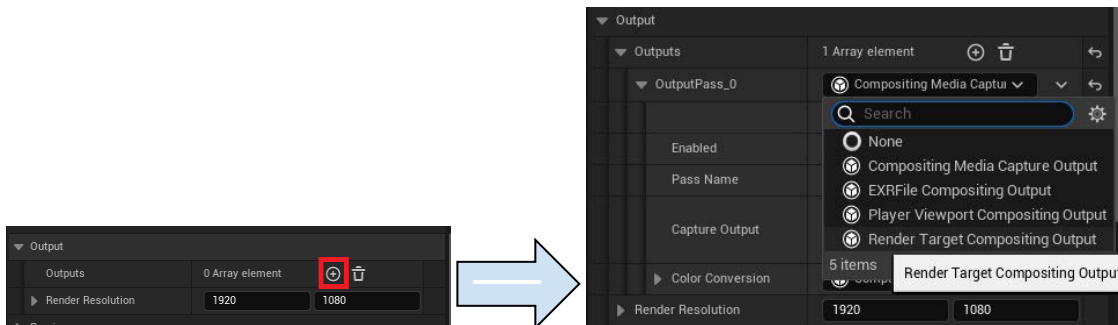 Output
Outputs 0 Array element
Render Resolution 1920 1080
Output
Outputs 1 Array element
OutputPass_0 Compositing Media Captu
Search
None
Enabled
Compositing Media Capture Output
Pass Name
EXRFile Compositing Output
Player Viewport Compositing Output
Capture Output
Render Target Compositing Output
5 items
Render Target Compositing Outpu
Color Conversion
Render Resolution 1920 1080